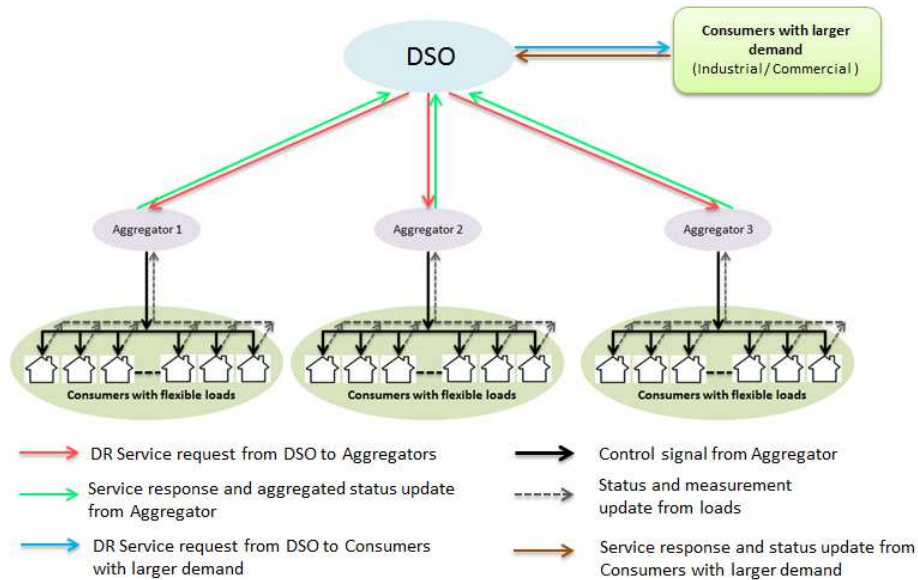 DSO
Consumers with larger
demand
(Industrial / Commercial )
Aggregator 1
Aggregator 2
Aggregator 3
Consumers with flexible loads
Consumers with flexible loads
Consumers with flexible loads
DR Service request from DSO to Aggregators
Service response and aggregated status update
from Aggregator
DR Service request from DSO to Consumers
with larger demand
Control signal from Aggregator
Status and measurement
update from loads
Service response and status update from
Consumers with larger demand